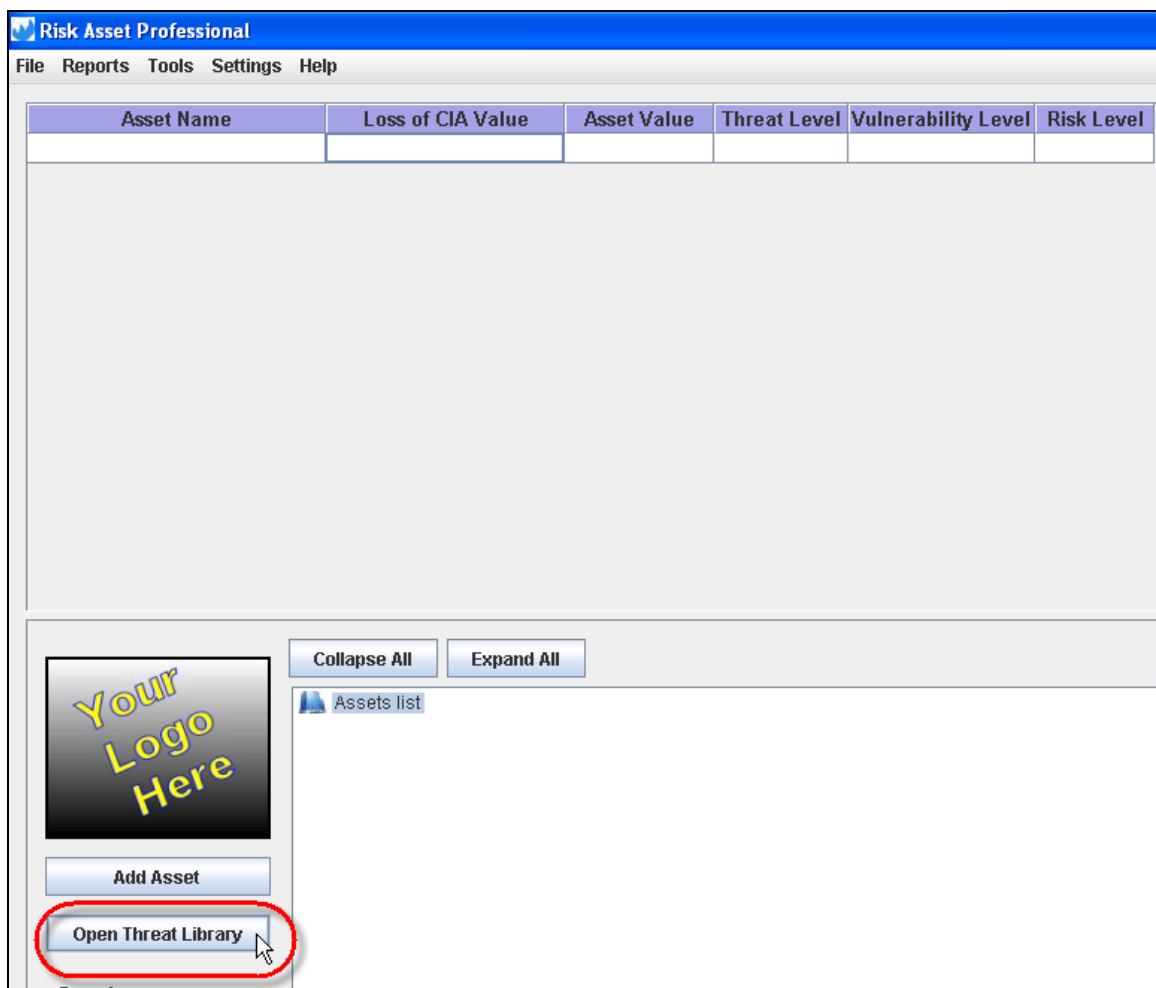 Risk Asset Professional
File Reports Tools Settings Help
Asset Name Loss of CIA Value Asset Value Threat Level Vulnerability Level Risk Level
Collapse All Expand All
Assets list
Your
Logo
Here
Add Asset
Open Threat Library